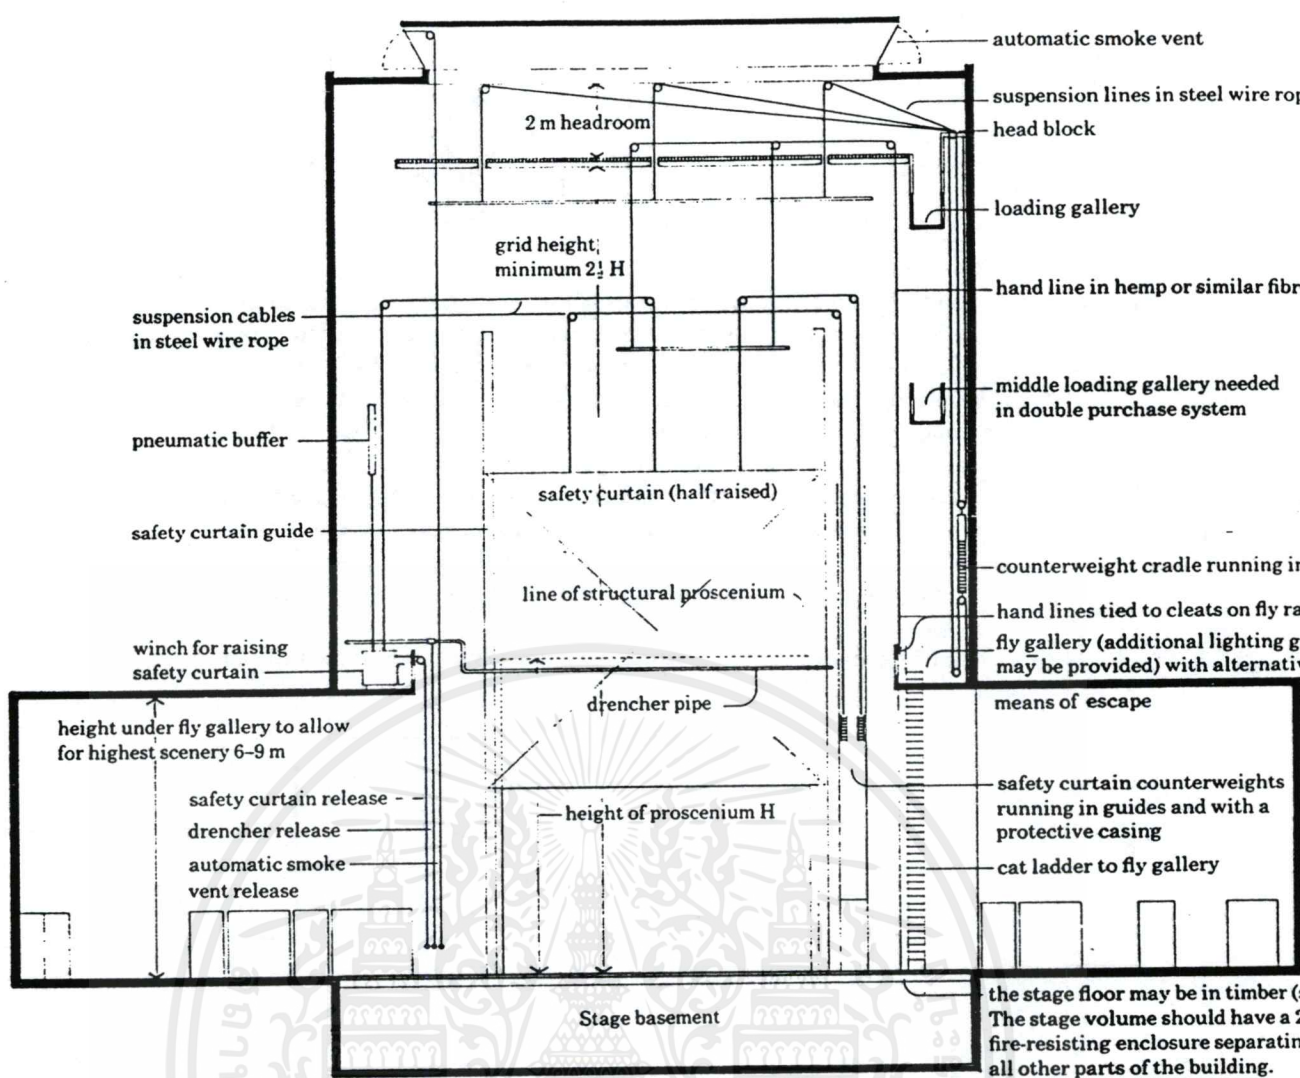 automatic smoke vent
suspension lines in steel wire rop
2 m headroom
head block
loading gallery
grid height,
minimum 2½ H
hand line in hemp or similar fibr
suspension cables
in steel wire rope
middle loading gallery needed
in double purchase system
pneumatic buffer
safety curtain (half raised)
safety curtain guide
counterweight cradle running in
line of structural proscenium
hand lines tied to cleats on fly ra
winch for raising
safety curtain
fly gallery (additional lighting g
may be provided) with alternativ
means of escape
drencher pipe
height under fly gallery to allow
for highest scenery 6–9 m
safety curtain release
drencher release
automatic smoke
vent release
height of proscenium H
safety curtain counterweights
running in guides and with a
protective casing
cat ladder to fly gallery
Stage basement
the stage floor may be in timber (s
The stage volume should have a 2
fire-resisting enclosure separatin
all other parts of the building.